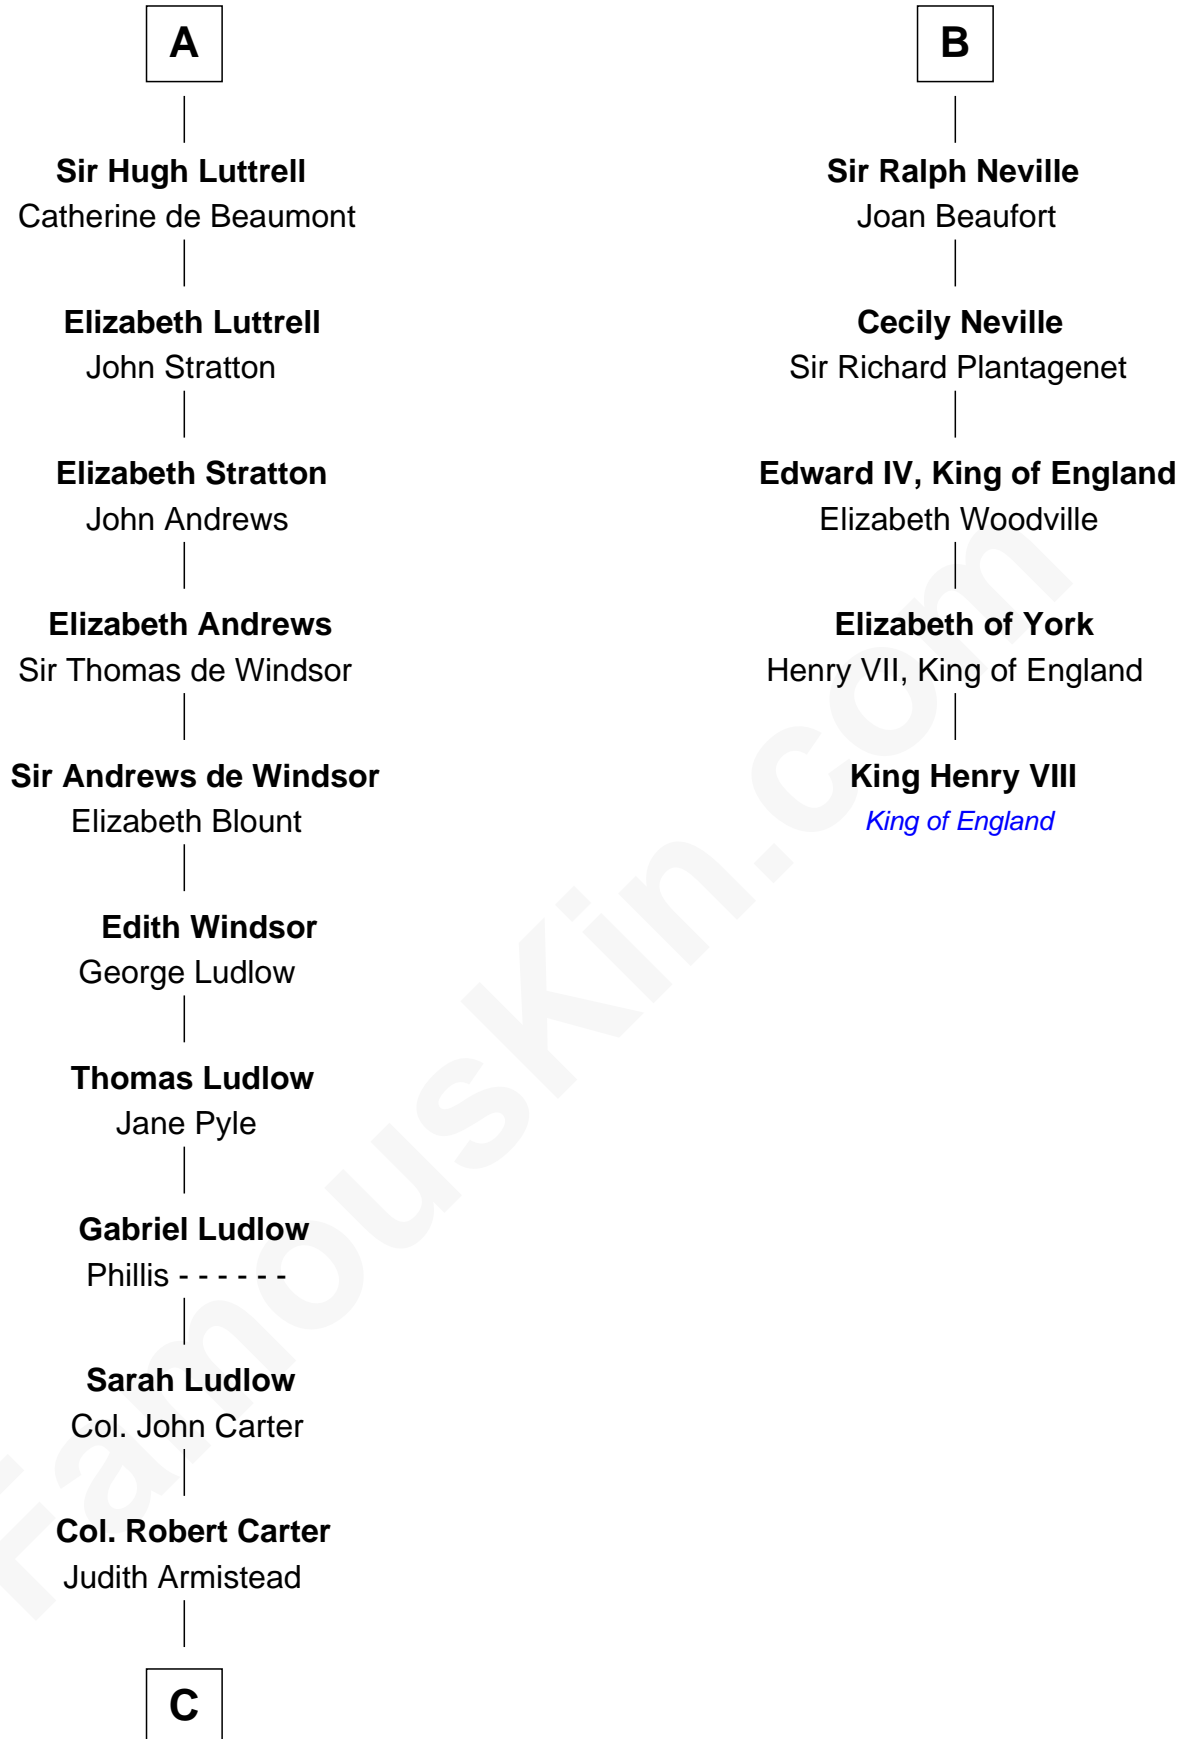 A
Sir Hugh Luttrell
Catherine de Beaumont
Elizabeth Luttrell
John Stratton
Elizabeth Stratton
John Andrews
Elizabeth Andrews
Sir Thomas de Windsor
Sir Andrews de Windsor
Elizabeth Blount
Edith Windsor
George Ludlow
Thomas Ludlow
Jane Pyle
Gabriel Ludlow
Phillis - - - - - -
Sarah Ludlow
Col. John Carter
Col. Robert Carter
Judith Armistead
C
B
Sir Ralph Neville
Joan Beaufort
Cecily Neville
Sir Richard Plantagenet
Edward IV, King of England
Elizabeth Woodville
Elizabeth of York
Henry VII, King of England
King Henry VIII
King of England
FamousKin.com